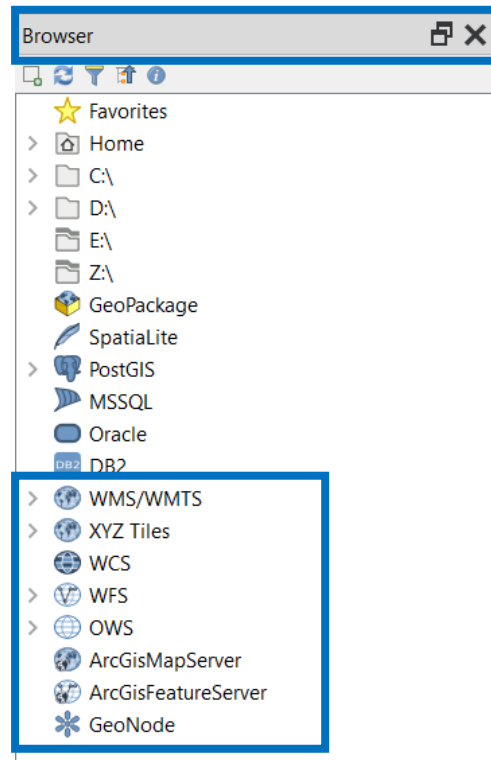 Browser
Favorites
Home
C:\
D:\
E:\
Z:\
GeoPackage
SpatiaLite
PostGIS
MSSQL
Oracle
DB2 DB2
WMS/WMTS
XYZ Tiles
WCS
WFS
OWS
ArcGisMapServer
ArcGisFeatureServer
GeoNode